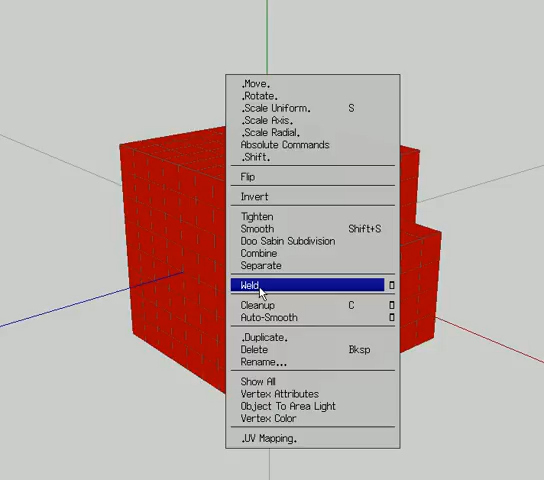 .Move.
.Rotate.
.Scale Uniform. S
.Scale Axis.
.Scale Radial.
Absolute Commands
.Shift.
Flip
Invert
Tighten
Smooth Shift+S
Doo Sabin Subdivision
Combine
Separate
Weld
Cleanup C
Auto-Smooth
.Duplicate.
Delete Bksp
Rename...
Show All
Vertex Attributes
Object To Area Light
Vertex Color
.UV Mapping.